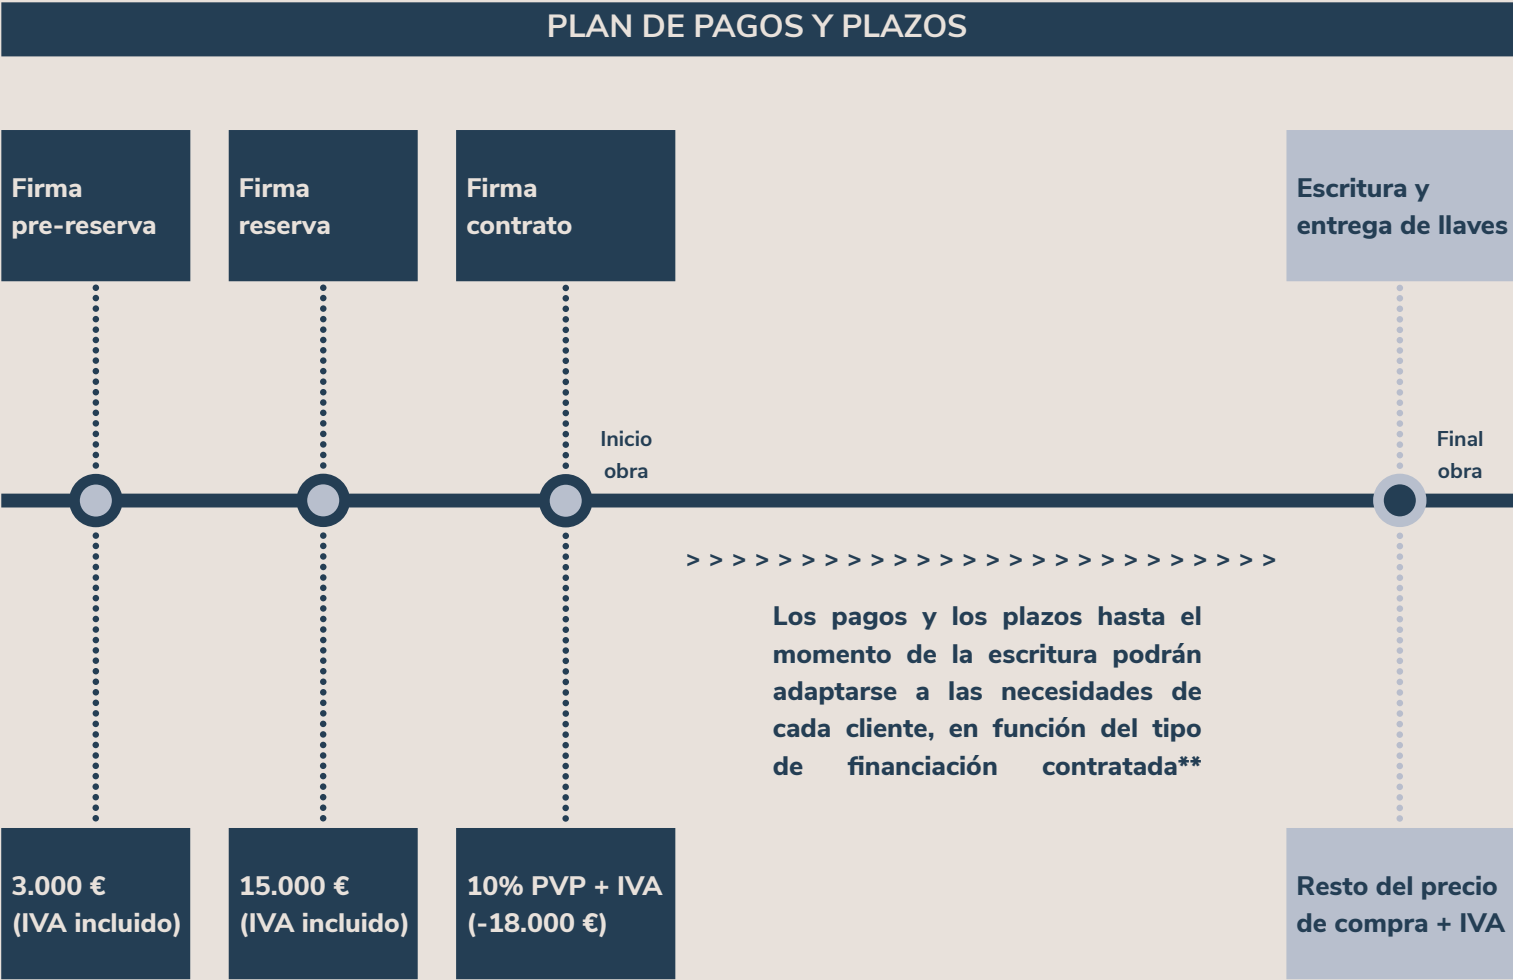 PLAN DE PAGOS Y PLAZOS
Firma
pre-reserva
Firma
reserva
Firma
contrato
Escritura y
entrega de llaves
Inicio
obra
Final
obra
> > > > > > > > > > > > > > > > > > > > > > > > > >
Los pagos y los plazos hasta el
momento de la escritura podrán
adaptarse a las necesidades de
cada cliente, en función del tipo
de financiación contratada**
3.000 €
(IVA incluido)
15.000 €
(IVA incluido)
10% PVP + IVA
(-18.000 €)
Resto del precio
de compra + IVA